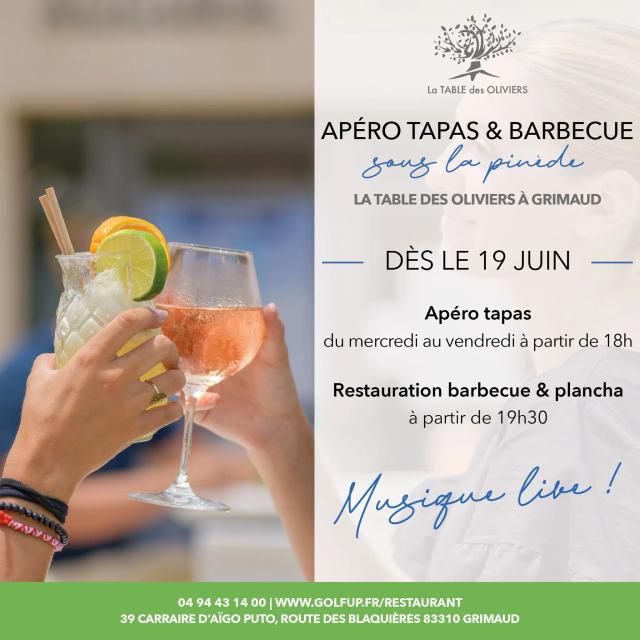 La TABLE des OLIVIERS
APÉRO TAPAS & BARBECUE
sous la pinède
LA TABLE DES OLIVIERS À GRIMAUD
DÈS LE 19 JUIN
Apéro tapas
du mercredi au vendredi à partir de 18h
Restauration barbecue & plancha
à partir de 19h30
Musique live !
04 94 43 14 00 | WWW.GOLFUP.FR/RESTAURANT
39 CARRAIRE D'AÏGO PUTO, ROUTE DES BLAQUIÈRES 83310 GRIMAUD